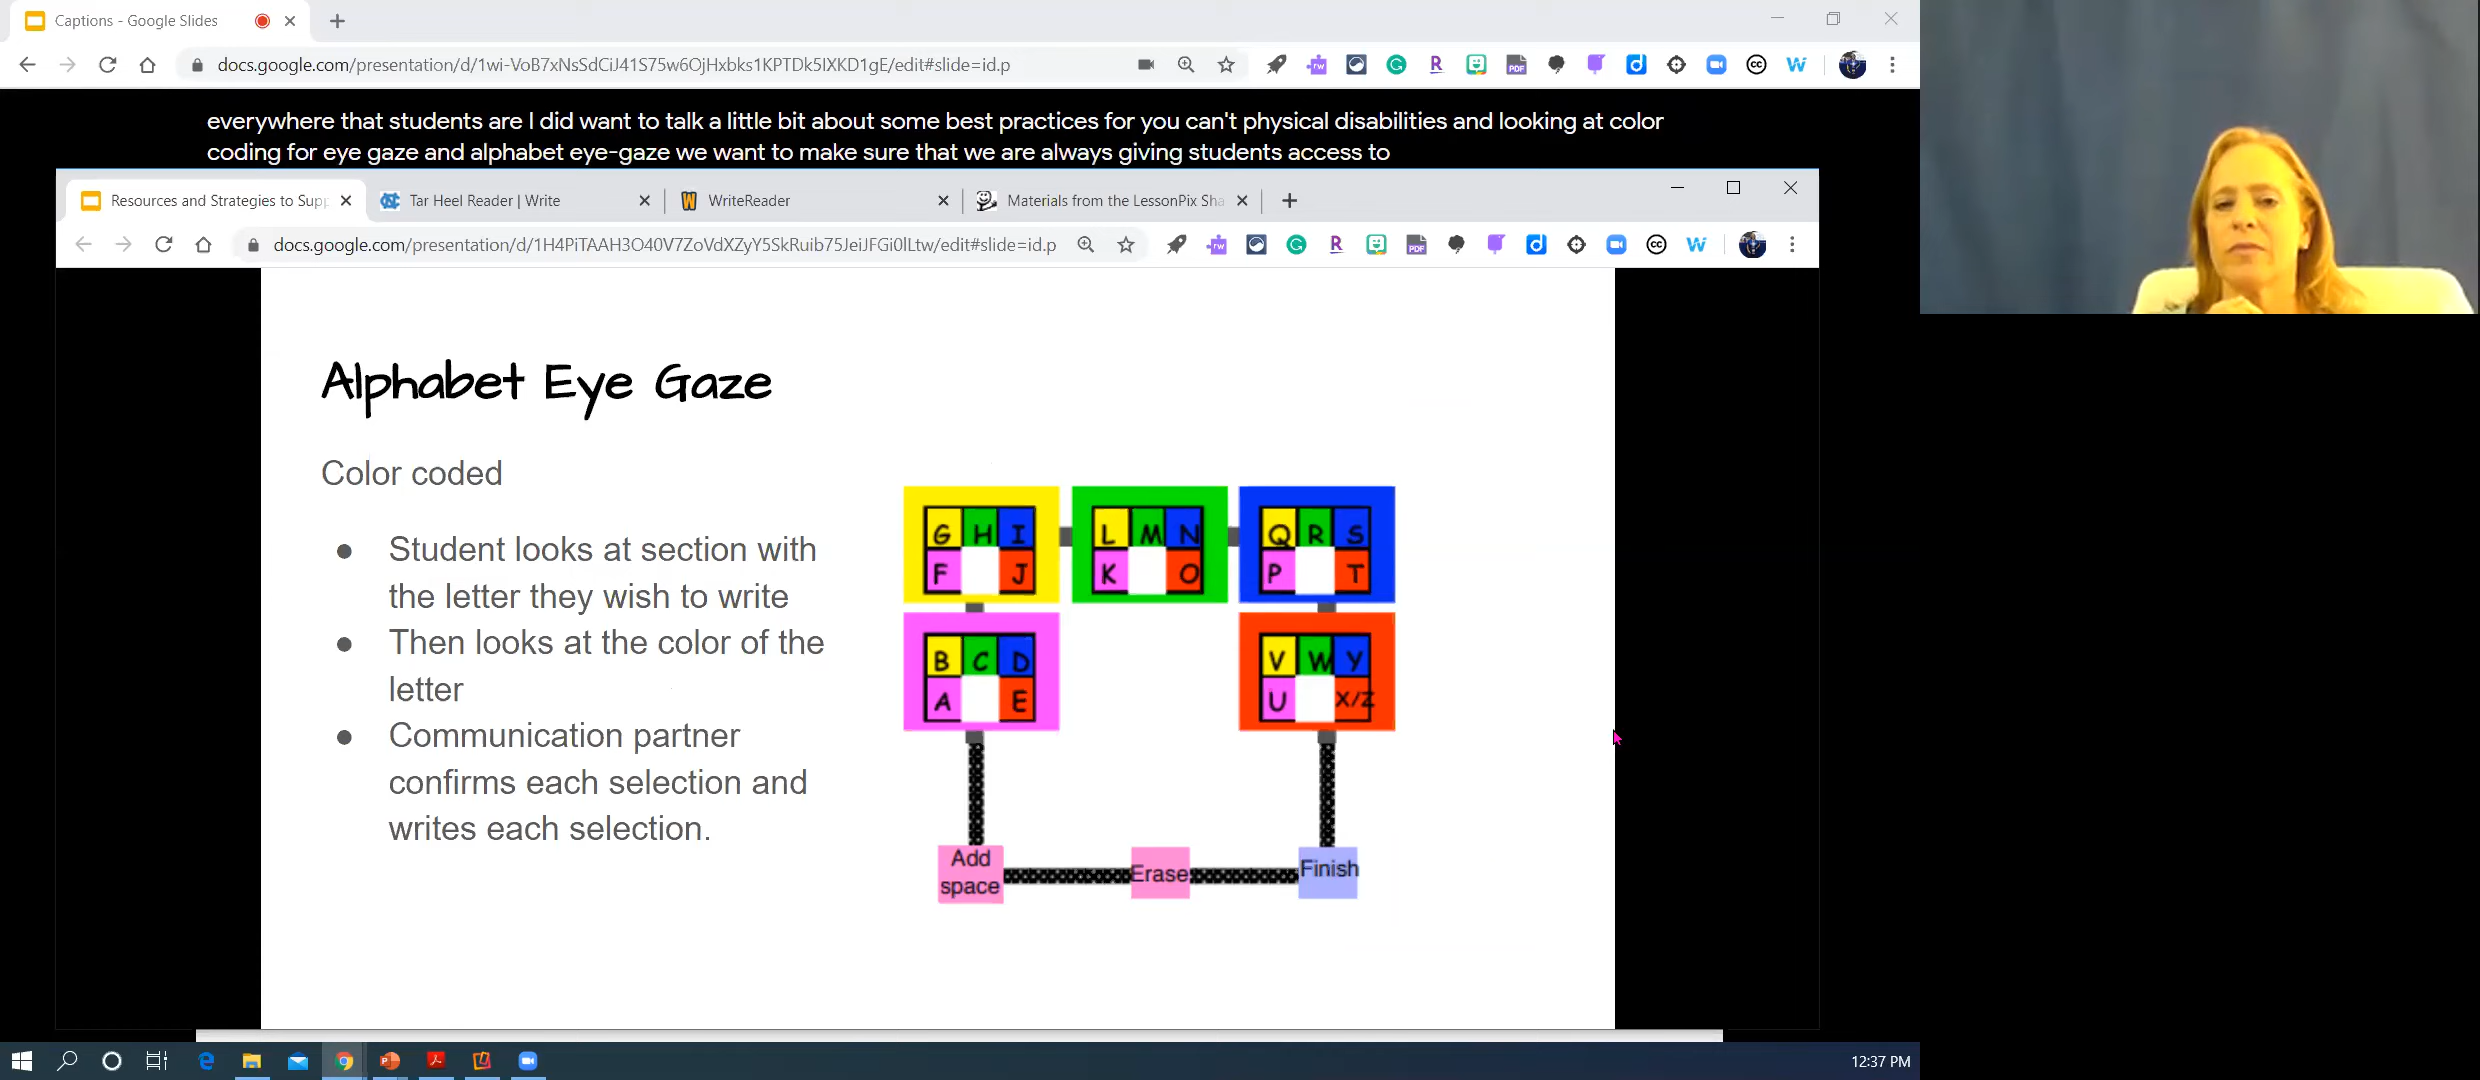 Captions - Google Slides
docs.google.com/presentation/d/1wi-VoB7xNsSdCiJ41S75w6OjHxbks1KPTDk5IXKD1gE/edit#slide=id.p
everywhere that students are I did want to talk a little bit about some best practices for you can't physical disabilities and looking at color
coding for eye gaze and alphabet eye-gaze we want to make sure that we are always giving students access to
Resources and Strategies to Supp
Tar Heel Reader | Write
WriteReader
Materials from the LessonPix Sha
docs.google.com/presentation/d/1H4PiTAAH3O40V7ZoVdXZyY5SkRuib75JeiJFGi0lLtw/edit#slide=id.p
Alphabet Eye Gaze
Color coded
● Student looks at section with
the letter they wish to write
● Then looks at the color of the
letter
● Communication partner
confirms each selection and
writes each selection.
G H I
F J
L M N
K O
Q R S
P T
B C D
A E
V W Y
U X/Z
Add
space
Erase
Finish
12:37 PM